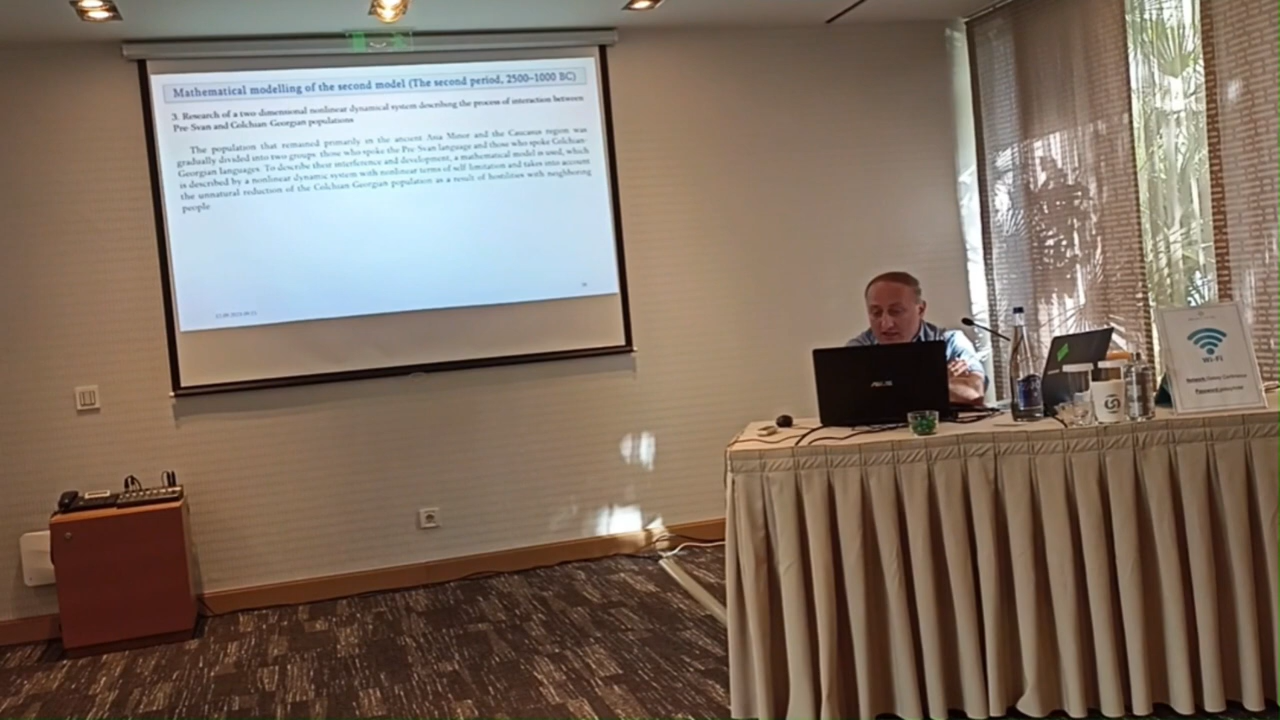 Mathematical modelling of the second model (The second period, 2500–1000 BC)
3. Research of a two dimensional nonlinear dynamical system describing the process of interaction between
Pre-Svan and Colchian-Georgian populations
The population that remained primarily in the ancient Asia Minor and the Caucasus region was
gradually divided into two groups: those who spoke the Pre-Svan language and those who spoke Colchian-
Georgian languages. To describe their interference and development, a mathematical model is used, which
is described by a nonlinear dynamic system with nonlinear terms of self limitation and takes into account
the unnatural reduction of the Colchian-Georgian population as a result of hostilities with neighboring
people
ASUS
Wi-Fi
Network:
Conference
Password